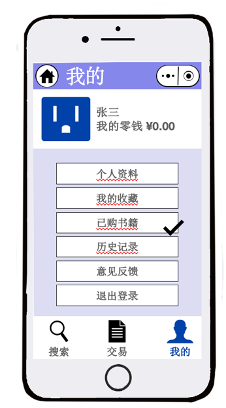 我的
张三
我的零钱 ¥0.00
个人资料
我的收藏
已购书籍
历史记录
意见反馈
退出登录
搜索 交易 我的